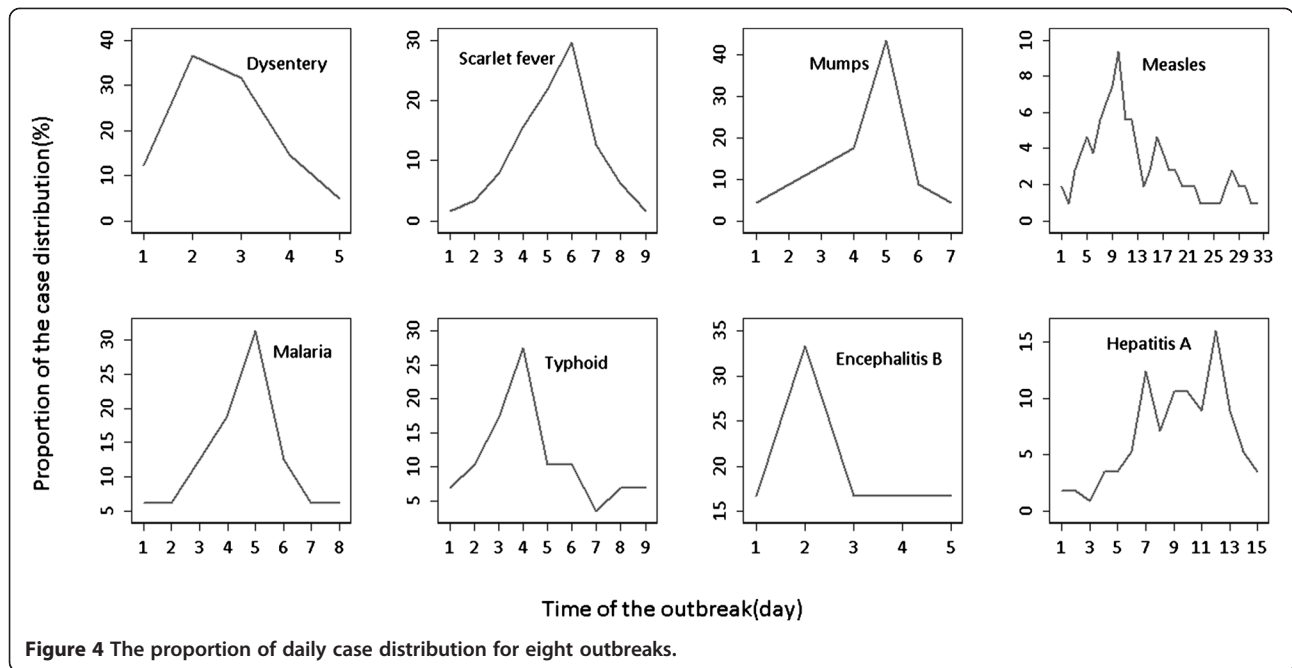 Proportion of the case distribution(%)
0 10 20 30 40
Dysentery
1 2 3 4 5
0 10 20 30
Scarlet fever
1 2 3 4 5 6 7 8 9
0 10 20 30 40
Mumps
1 2 3 4 5 6 7
0 2 4 6 8 10
Measles
1 5 9 13 17 21 25 29 33
5 10 15 20 25 30
Malaria
1 2 3 4 5 6 7 8
5 10 15 20 25 30
Typhoid
1 2 3 4 5 6 7 8 9
15 20 25 30 35
Encephalitis B
1 2 3 4 5
0 5 10 15
Hepatitis A
1 3 5 7 9 11 13 15
Time of the outbreak(day)
Figure 4 The proportion of daily case distribution for eight outbreaks.